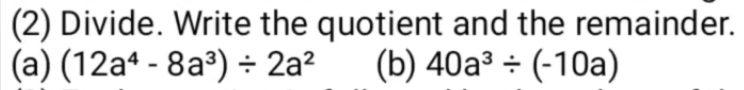 (2) Divide. Write the quotient and the remainder.
(a) (12a⁴ - 8a³) ÷ 2a² (b) 40a³ ÷ (-10a)